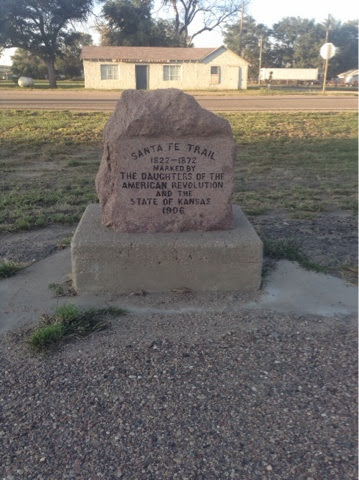 SANTA FE TRAIL
1822-1872
MARKED BY
THE DAUGHTERS OF THE
AMERICAN REVOLUTION
AND THE
STATE OF KANSAS
1906